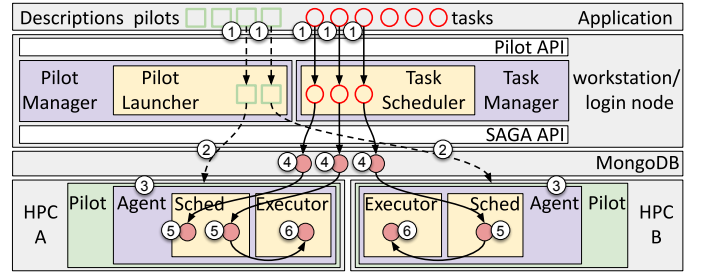 Descriptions pilots tasks Application
1 1 1 1 1
Pilot API
Pilot Manager
Pilot Launcher
Task Scheduler
Task Manager
workstation/
login node
SAGA API
2 2
4 4 4
MongoDB
3 3
HPC A
Pilot Agent Sched Executor
5 5 6
Executor Sched Agent Pilot
6 5
HPC B